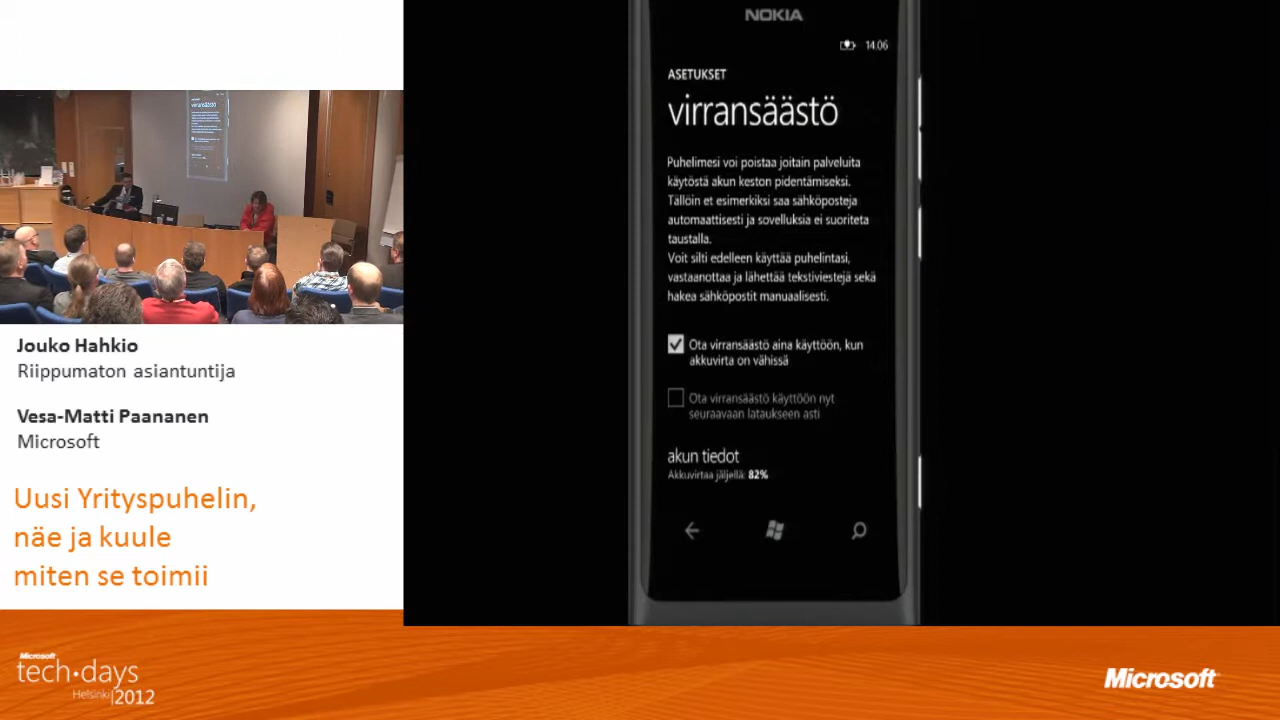 NOKIA
14.06
ASETUKSET
virransäästö
Puhelimesi voi poistaa joitain palveluita
käytöstä akun keston pidentämiseksi.
Tällöin et esimerkiksi saa sähköposteja
automaattisesti ja sovelluksia ei suoriteta
taustalla.
Voit silti edelleen käyttää puhelintasi,
vastaanottaa ja lähettää tekstiviestejä sekä
hakea sähköpostit manuaalisesti.
Ota virransäästö aina käyttöön, kun
akkuvirta on vähissä
Ota virransäästö käyttöön nyt
seuraavaan lataukseen asti
akun tiedot
Akkuvirtaa jäljellä: 82%
virransäästö
Jouko Hahkio
Riippumaton asiantuntija
Vesa-Matti Paananen
Microsoft
Uusi Yrityspuhelin,
näe ja kuule
miten se toimii
Microsoft
tech·days
Helsinki|2012
Microsoft